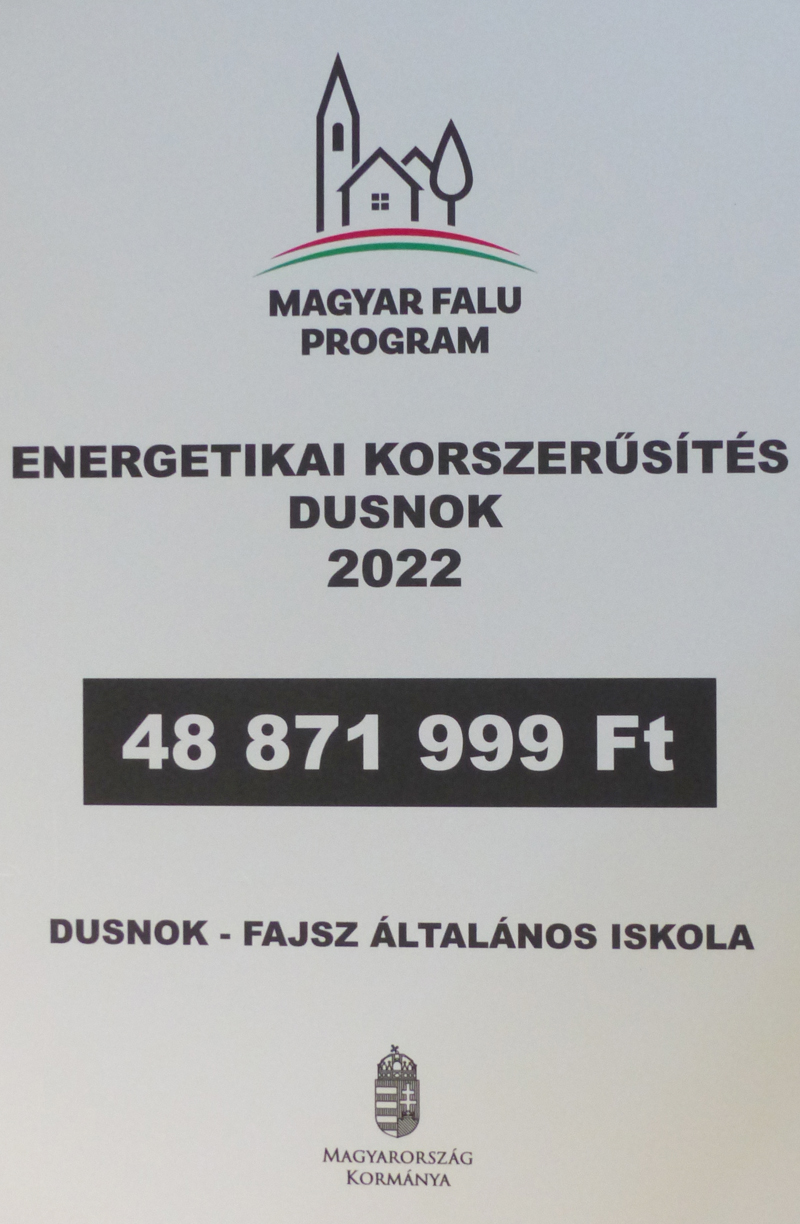 MAGYAR FALU
PROGRAM
ENERGETIKAI KORSZERŰSÍTÉS
DUSNOK
2022
48 871 999 Ft
DUSNOK - FAJSZ ÁLTALÁNOS ISKOLA
MAGYARORSZÁG
KORMÁNYA